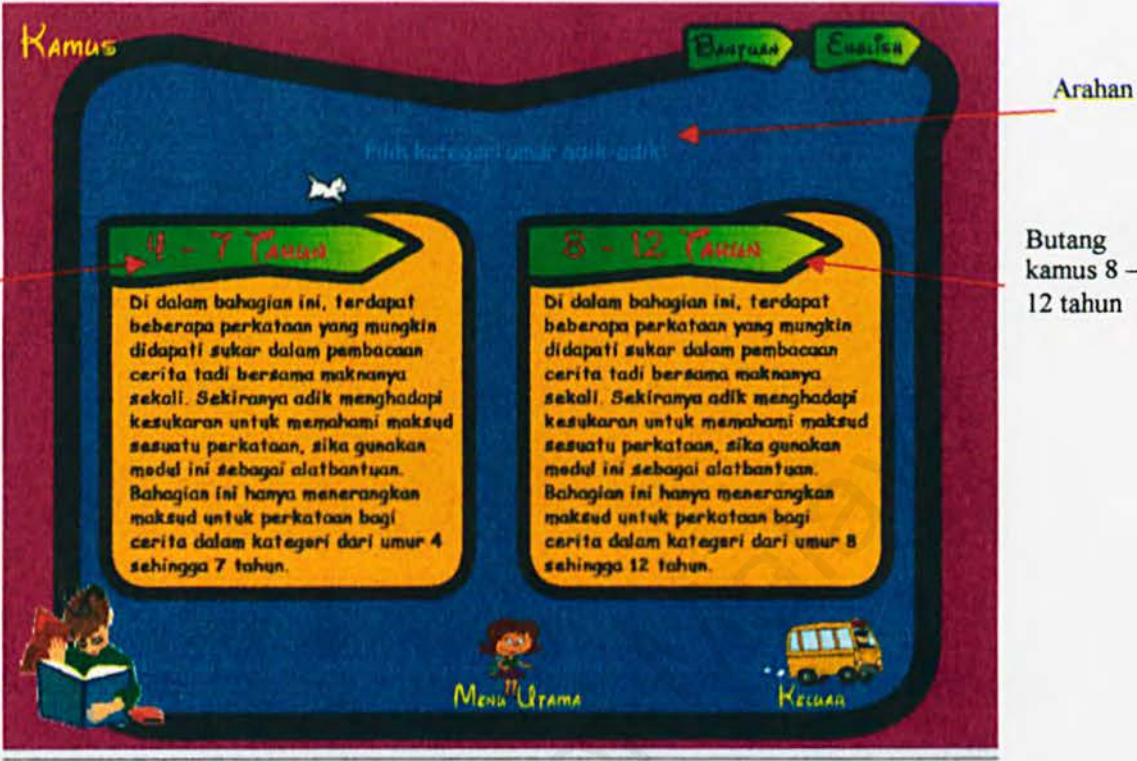 Kamus
Bantuan
English
Arahan
Pilih kategori umur adik-adik!
4 - 7 Tahun
Di dalam bahagian ini, terdapat
beberapa perkataan yang mungkin
didapati sukar dalam pembacaan
cerita tadi bersama maknanya
sekali. Sekiranya adik menghadapi
kesukaran untuk memahami maksud
sesuatu perkataan, sika gunakan
modul ini sebagai alatbantuan.
Bahagian ini hanya menerangkan
maksud untuk perkataan bagi
cerita dalam kategori dari umur 4
sehingga 7 tahun.
8 - 12 Tahun
Di dalam bahagian ini, terdapat
beberapa perkataan yang mungkin
didapati sukar dalam pembacaan
cerita tadi bersama maknanya
sekali. Sekiranya adik menghadapi
kesukaran untuk memahami maksud
sesuatu perkataan, sika gunakan
modul ini sebagai alatbantuan.
Bahagian ini hanya menerangkan
maksud untuk perkataan bagi
cerita dalam kategori dari umur 8
sehingga 12 tahun.
Butang
kamus 8 –
12 tahun
Menu Utama
Keluar